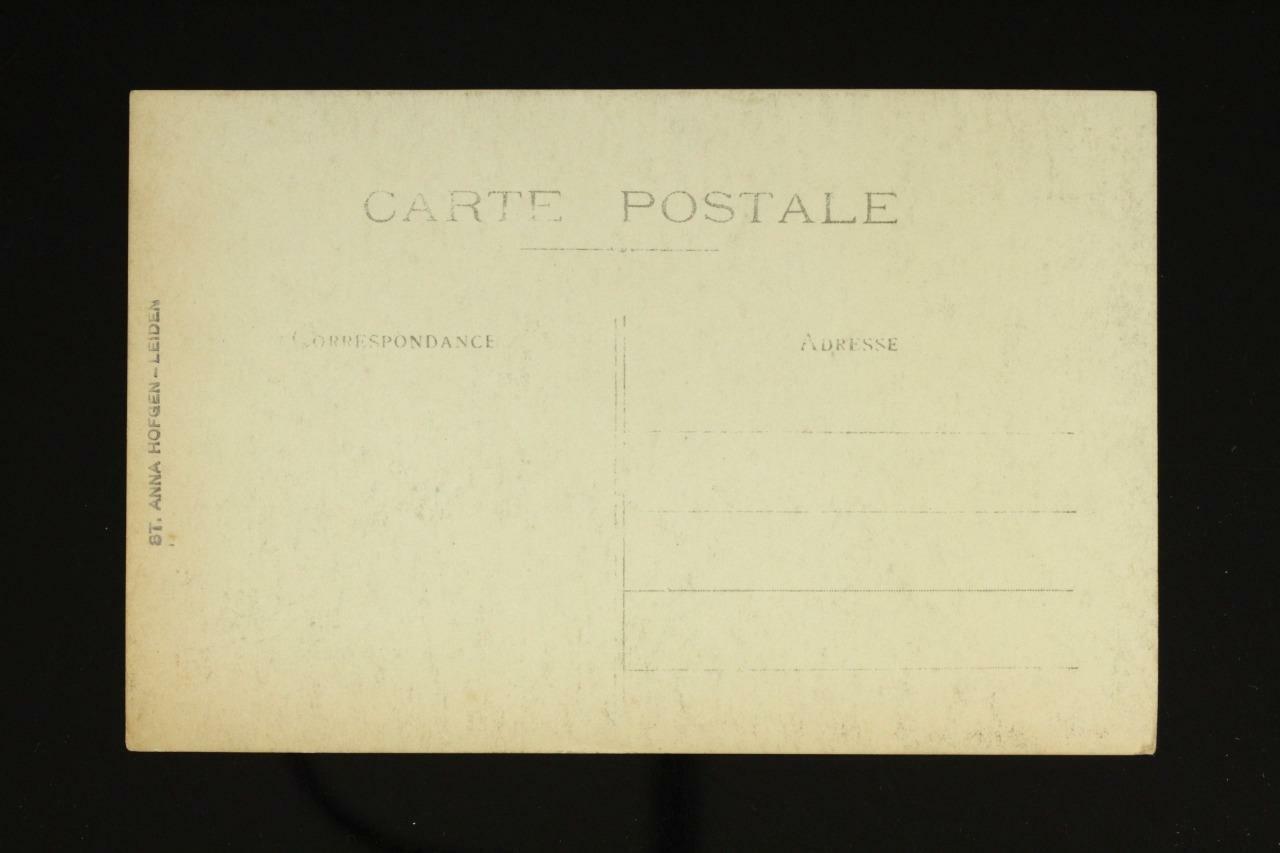 CARTE POSTALE
CORRESPONDANCE
ADRESSE
ST. ANNA HOFGEN – LEIDEN